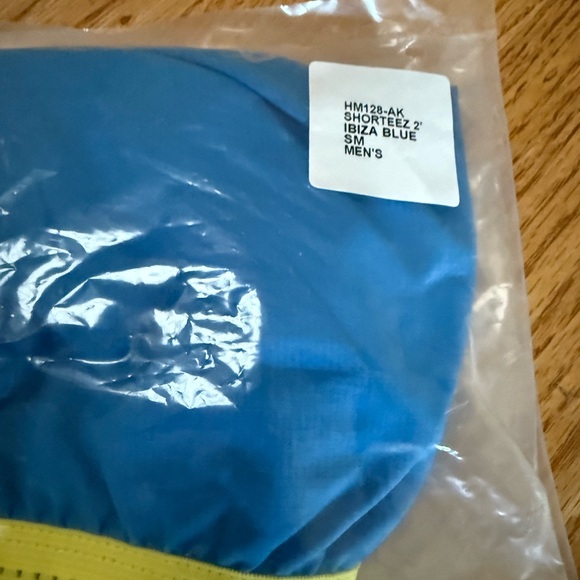 HM128-AK
SHORTEEZ 2'
IBIZA BLUE
SM
MEN'S